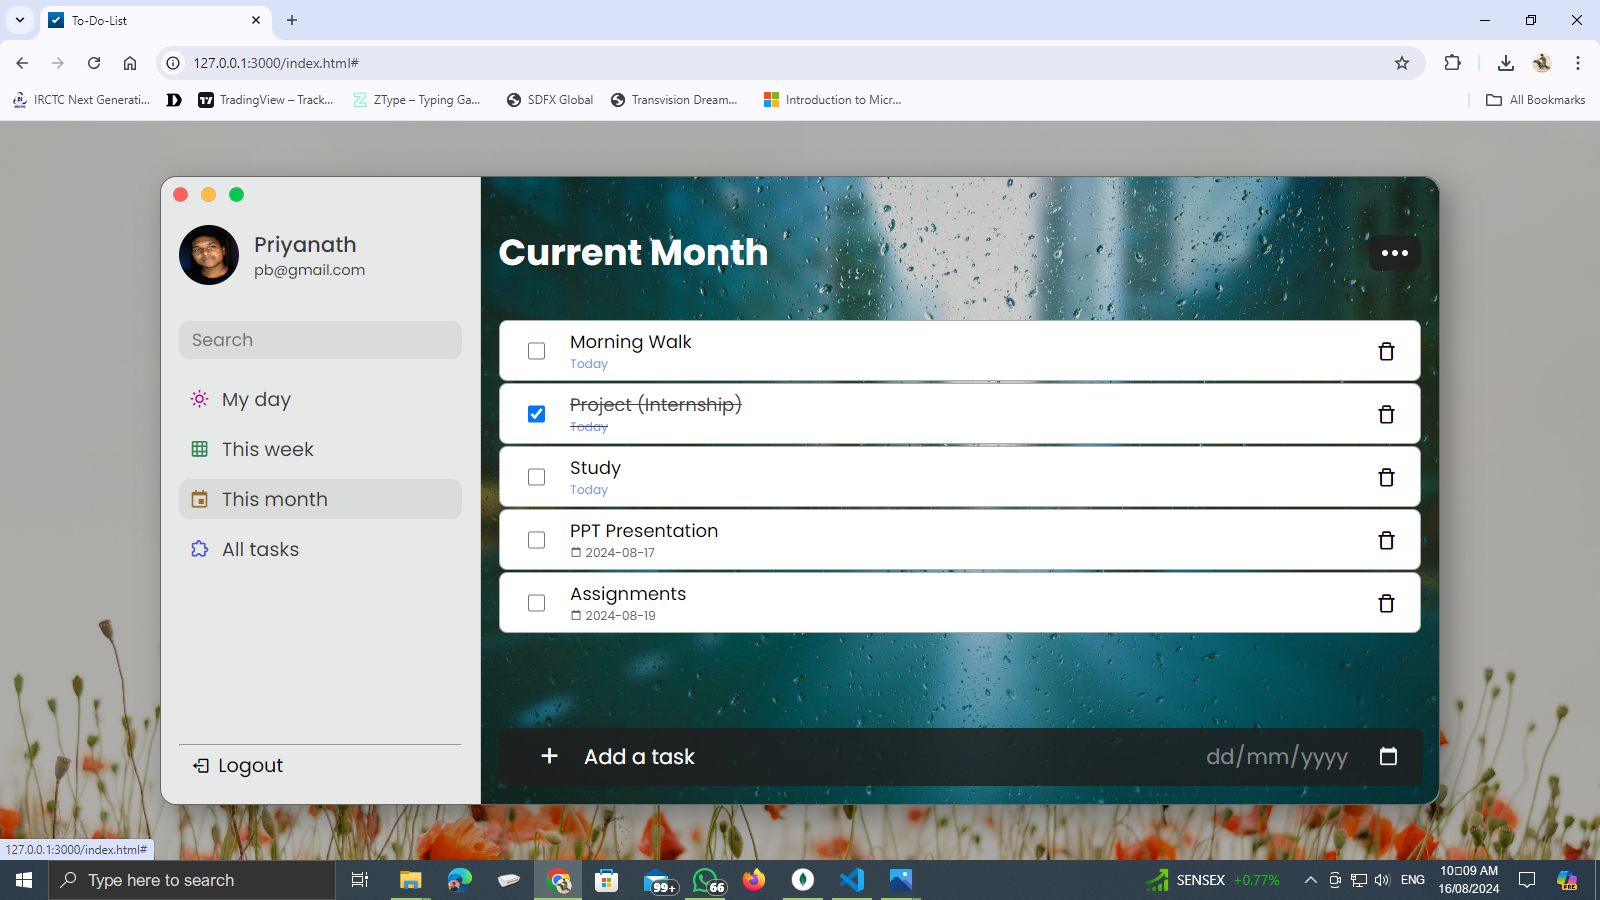 To-Do-List
127.0.0.1:3000/index.html#
IRCTC Next Generati...
TradingView – Track...
ZType – Typing Ga...
SDFX Global
Transvision Dream...
Introduction to Micr...
All Bookmarks
Priyanath
pb@gmail.com
Search
My day
This week
This month
All tasks
Logout
Current Month
Morning Walk
Today
Project (Internship)
Today
Study
Today
PPT Presentation
2024-08-17
Assignments
2024-08-19
Add a task
dd/mm/yyyy
127.0.0.1:3000/index.html#
Type here to search
99+
66
SENSEX +0.77%
ENG
10▯09 AM
16/08/2024
PRE